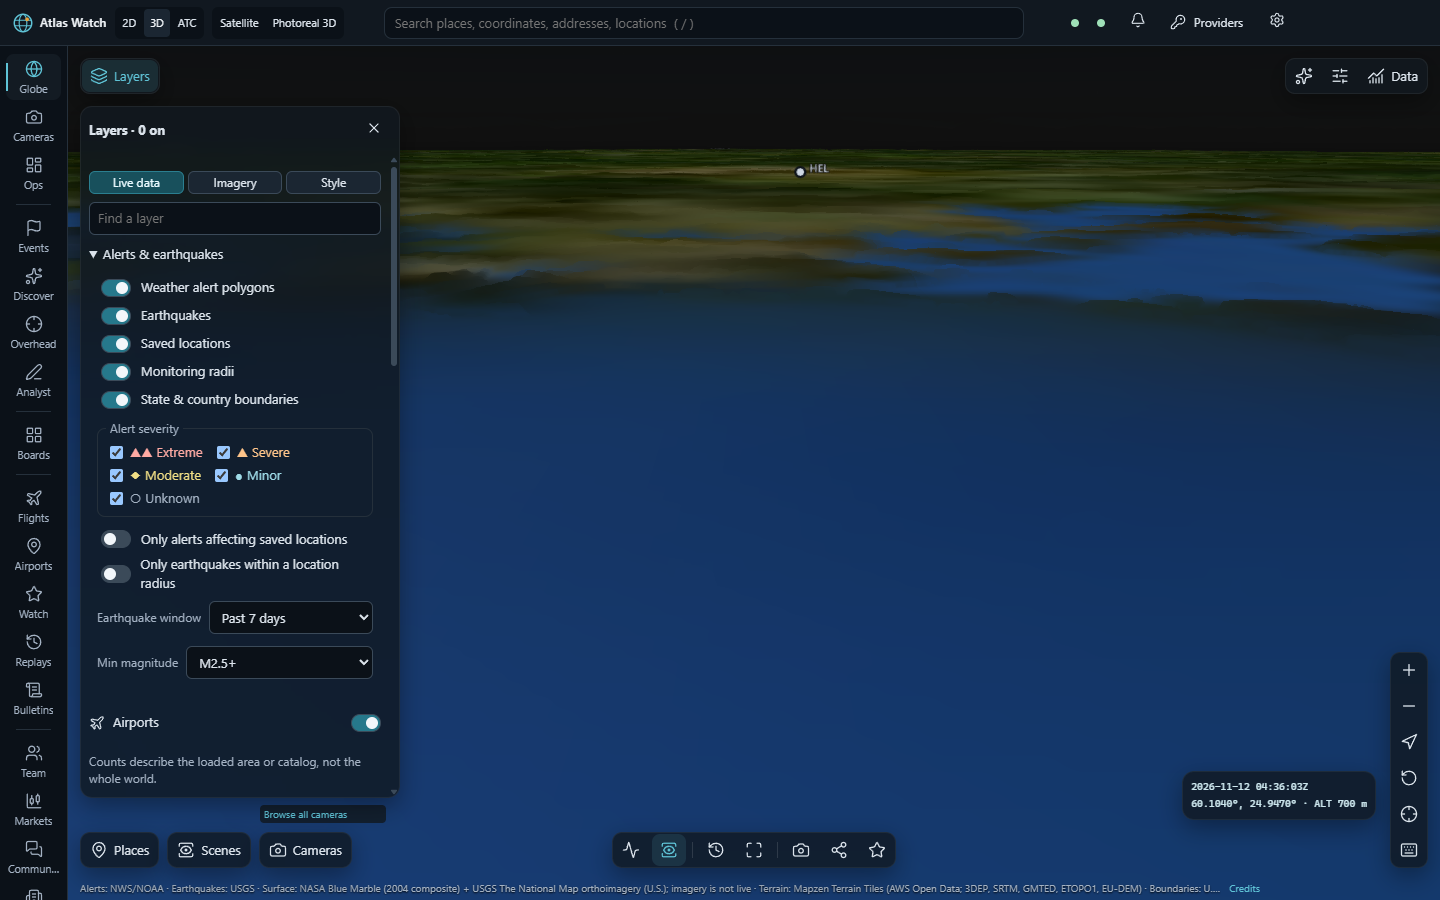 Atlas Watch
2D 3D ATC
Satellite Photoreal 3D
Search places, coordinates, addresses, locations ( / )
Providers
Globe
Cameras
Ops
Events
Discover
Overhead
Analyst
Boards
Flights
Airports
Watch
Replays
Bulletins
Team
Markets
Commun...
Layers
Data
Layers · 0 on
Live data Imagery Style
Find a layer
Alerts & earthquakes
Weather alert polygons
Earthquakes
Saved locations
Monitoring radii
State & country boundaries
Alert severity
Extreme Severe
Moderate Minor
Unknown
Only alerts affecting saved locations
Only earthquakes within a location
radius
Earthquake window Past 7 days
Min magnitude M2.5+
Airports
Counts describe the loaded area or catalog, not the
whole world.
HEL
Browse all cameras
Places Scenes Cameras
2026-11-12 04:36:03Z
60.1040°, 24.9470° · ALT 700 m
Alerts: NWS/NOAA · Earthquakes: USGS · Surface: NASA Blue Marble (2004 composite) + USGS The National Map orthoimagery (U.S.); imagery is not live · Terrain: Mapzen Terrain Tiles (AWS Open Data; 3DEP, SRTM, GMTED, ETOPO1, EU-DEM) · Boundaries: U.... Credits